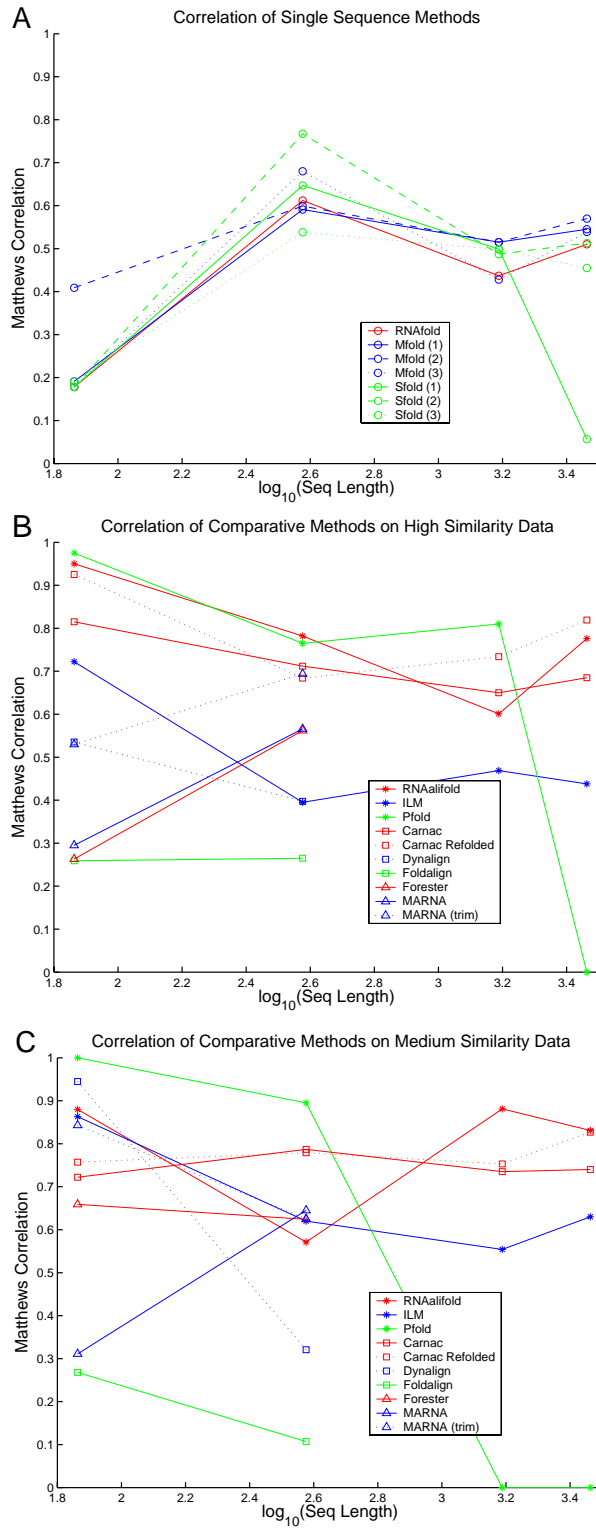 A
Correlation of Single Sequence Methods
1
0.9
0.8
0.7
0.6
0.5
0.4
0.3
0.2
0.1
0
Matthews Correlation
RNAfold
Mfold (1)
Mfold (2)
Mfold (3)
Sfold (1)
Sfold (2)
Sfold (3)
1.8 2 2.2 2.4 2.6 2.8 3 3.2 3.4
log10(Seq Length)
B
Correlation of Comparative Methods on High Similarity Data
1
0.9
0.8
0.7
0.6
0.5
0.4
0.3
0.2
0.1
0
Matthews Correlation
RNAalifold
ILM
Pfold
Carnac
Carnac Refolded
Dynalign
Foldalign
Forester
MARNA
MARNA (trim)
1.8 2 2.2 2.4 2.6 2.8 3 3.2 3.4
log10(Seq Length)
C
Correlation of Comparative Methods on Medium Similarity Data
1
0.9
0.8
0.7
0.6
0.5
0.4
0.3
0.2
0.1
0
Matthews Correlation
RNAalifold
ILM
Pfold
Carnac
Carnac Refolded
Dynalign
Foldalign
Forester
MARNA
MARNA (trim)
1.8 2 2.2 2.4 2.6 2.8 3 3.2 3.4
log10(Seq Length)